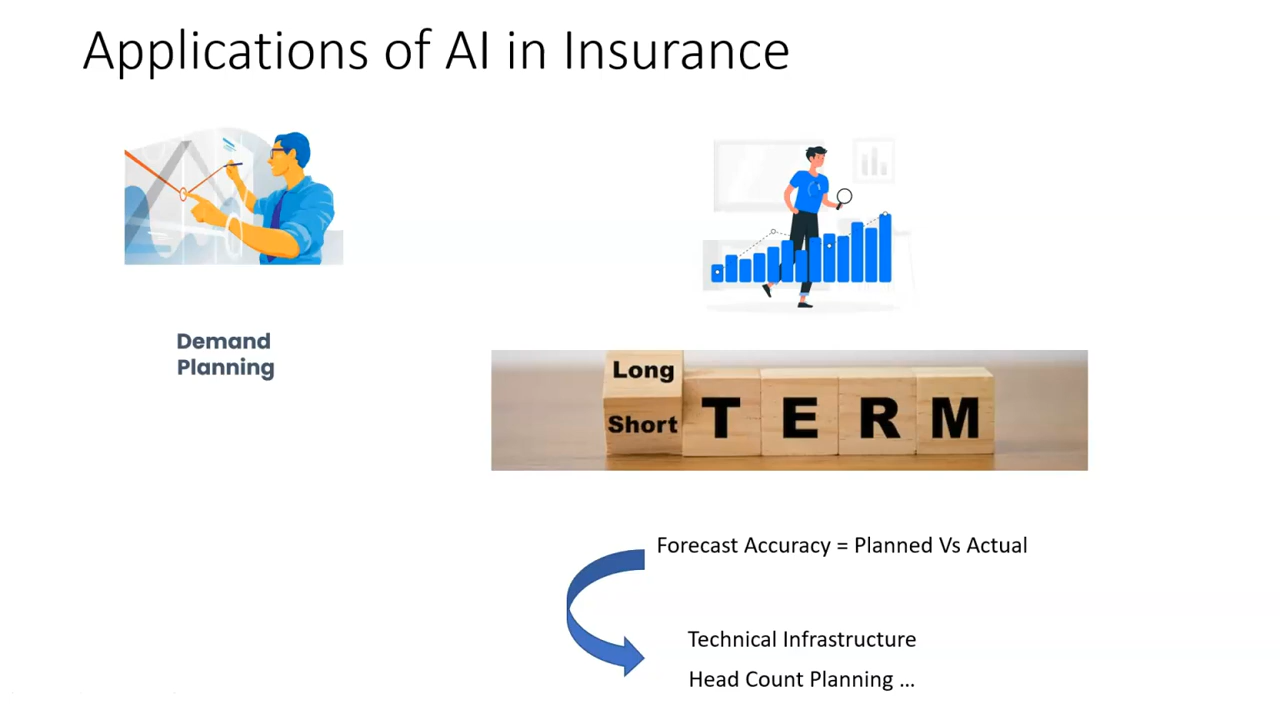 Applications of AI in Insurance
Demand
Planning
Long
Short TERM
Forecast Accuracy = Planned Vs Actual
Technical Infrastructure
Head Count Planning ...